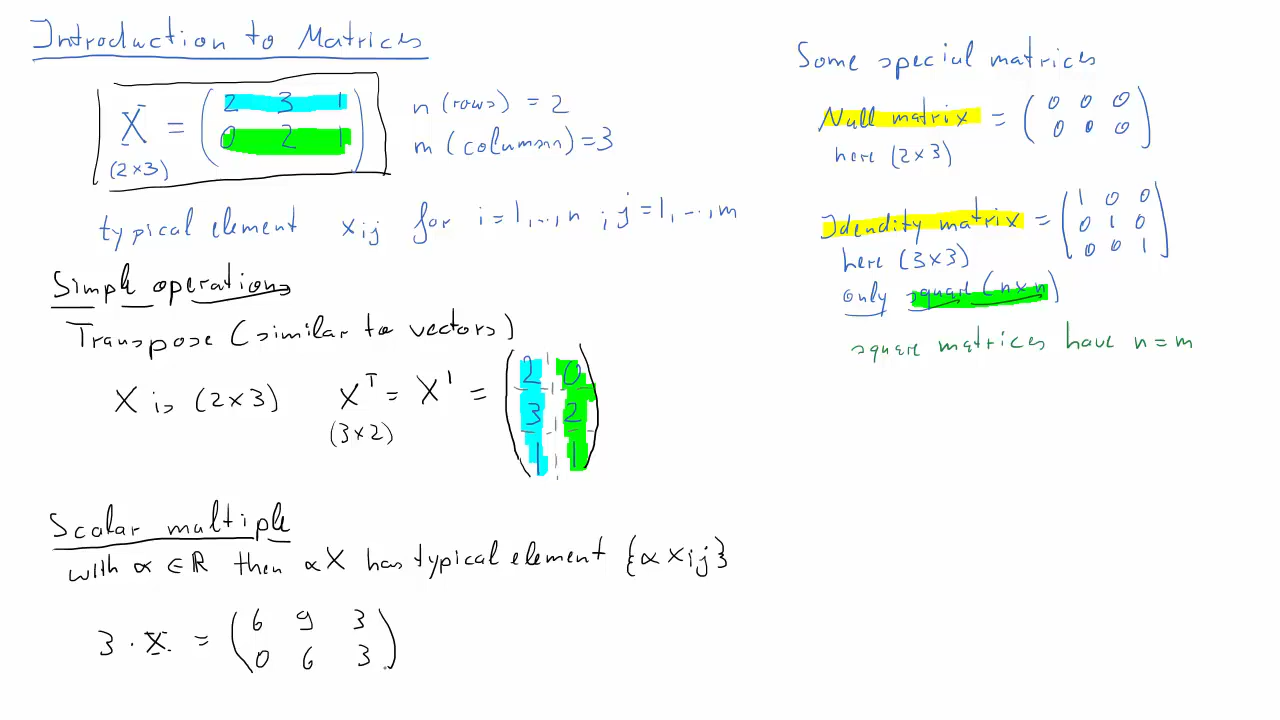 Introduction to Matrices
X = (2 3 1
0 2 1)
(2×3)
n (rows) = 2
m (columnsn) = 3
typical element xij for i = 1,...,n ; j = 1,...,m
Simple operations
Transpose (similar to vectors)
X is (2×3) Xᵀ = X' = (2 0
3 2
1 1)
(3×2)
Scalar multiple
with α ∈ ℝ then αX has typical element {α xij}
3 · X = (6 9 3
0 6 3)
Some special matrices
Null matrix = (0 0 0
0 0 0)
here (2×3)
Idendity matrix = (1 0 0
0 1 0
0 0 1)
here (3×3)
only square (n×n)
square matrices have n = m